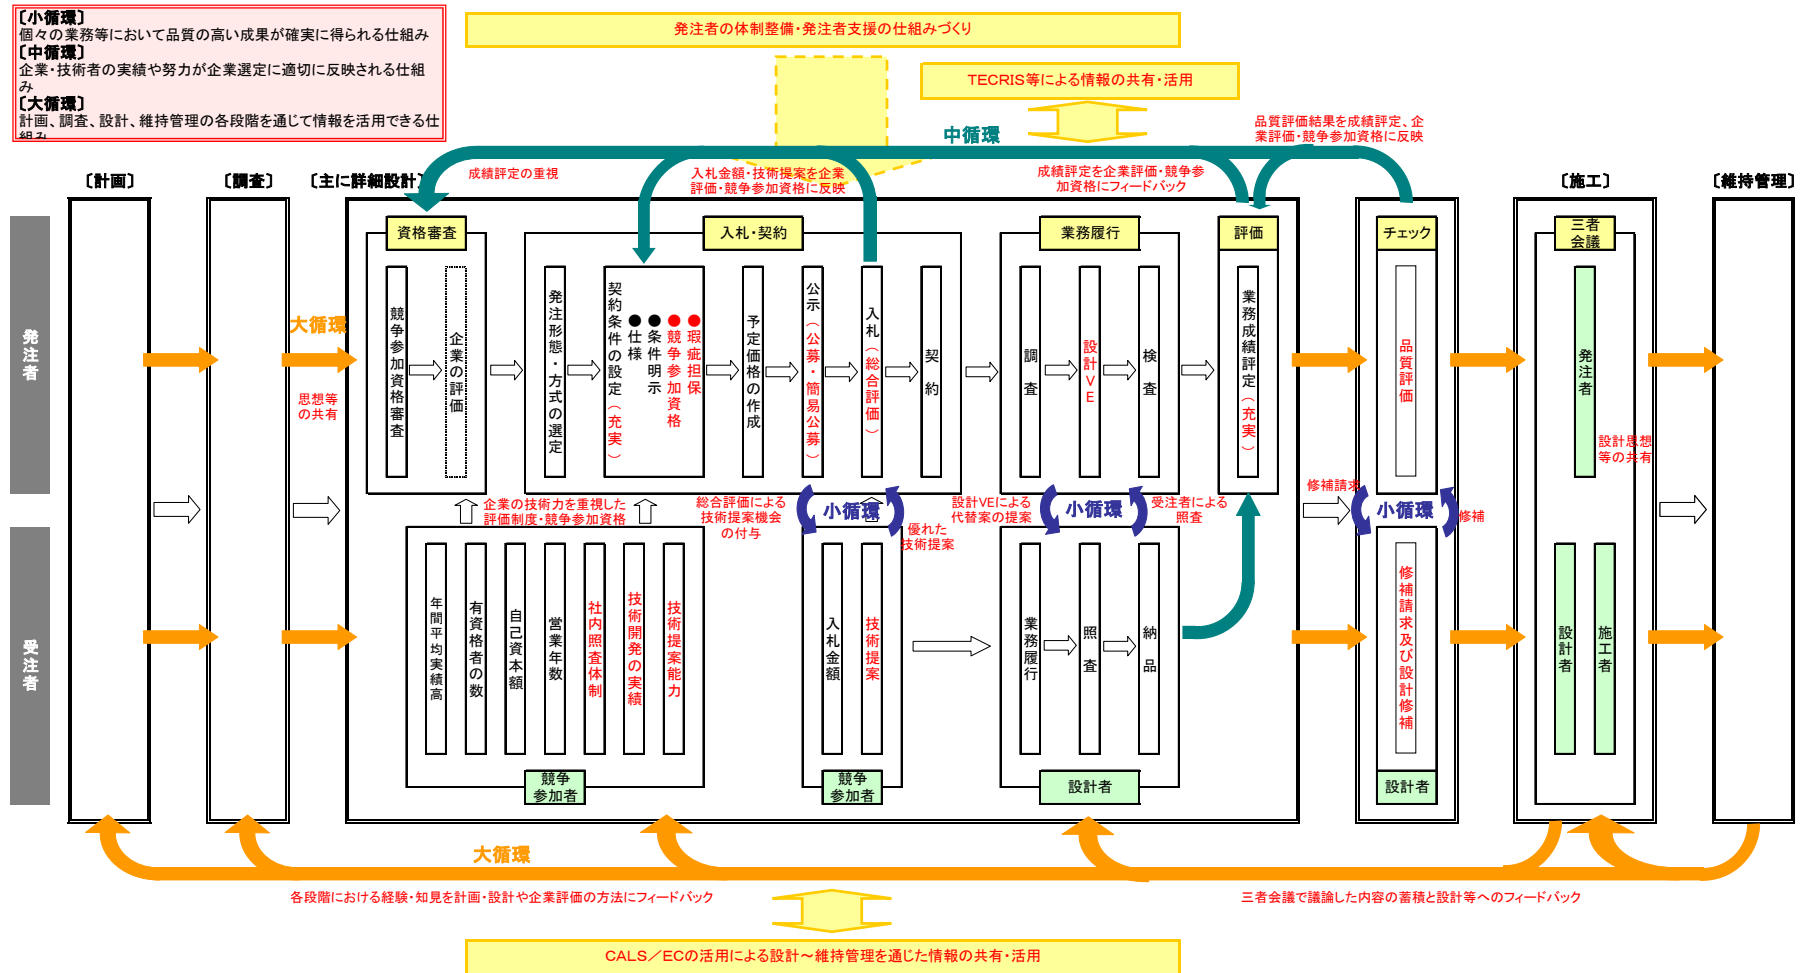 〔小循環〕
個々の業務等において品質の高い成果が確実に得られる仕組み
〔中循環〕
企業・技術者の実績や努力が企業選定に適切に反映される仕組
み
〔大循環〕
計画、調査、設計、維持管理の各段階を通じて情報を活用できる仕
組み
発注者の体制整備・発注者支援の仕組みづくり
TECRIS等による情報の共有・活用
中循環
品質評価結果を成績評定、企
業評価・競争参加資格に反映
成績評定の重視
入札金額・技術提案を企業
評価・競争参加資格に反映
成績評定を企業評価・競争参
加資格にフィードバック
〔計画〕
〔調査〕
〔主に詳細設計〕
〔施工〕
〔維持管理〕
資格審査
入札・契約
業務履行
評価
チェック
三者
会議
発注者
大循環
思想等
の共有
競争参加資格審査
企業の評価
発注形態・方式の選定
契約条件の設定（充実）
●仕様
●条件明示
●競争参加資格
●瑕疵担保
予定価格の作成
公示（公募・簡易公募）
入札（総合評価）
契約
調査
設計VE
検査
業務成績評定（充実）
品質評価
発注者
設計思想
等の共有
企業の技術力を重視した
評価制度・競争参加資格
総合評価による
技術提案機会
の付与
小循環
優れた
技術提案
設計VEによる
代替案の提案
小循環
受注者による
照査
修補請求
小循環
修補
受注者
年間平均実績高
有資格者の数
自己資本額
営業年数
社内照査体制
技術開発の実績
技術提案能力
入札金額
技術提案
業務履行
照査
納品
修補請求及び設計修補
設計者
施工者
競争
参加者
競争
参加者
設計者
設計者
大循環
各段階における経験・知見を計画・設計や企業評価の方法にフィードバック
三者会議で議論した内容の蓄積と設計等へのフィードバック
CALS／ECの活用による設計～維持管理を通じた情報の共有・活用